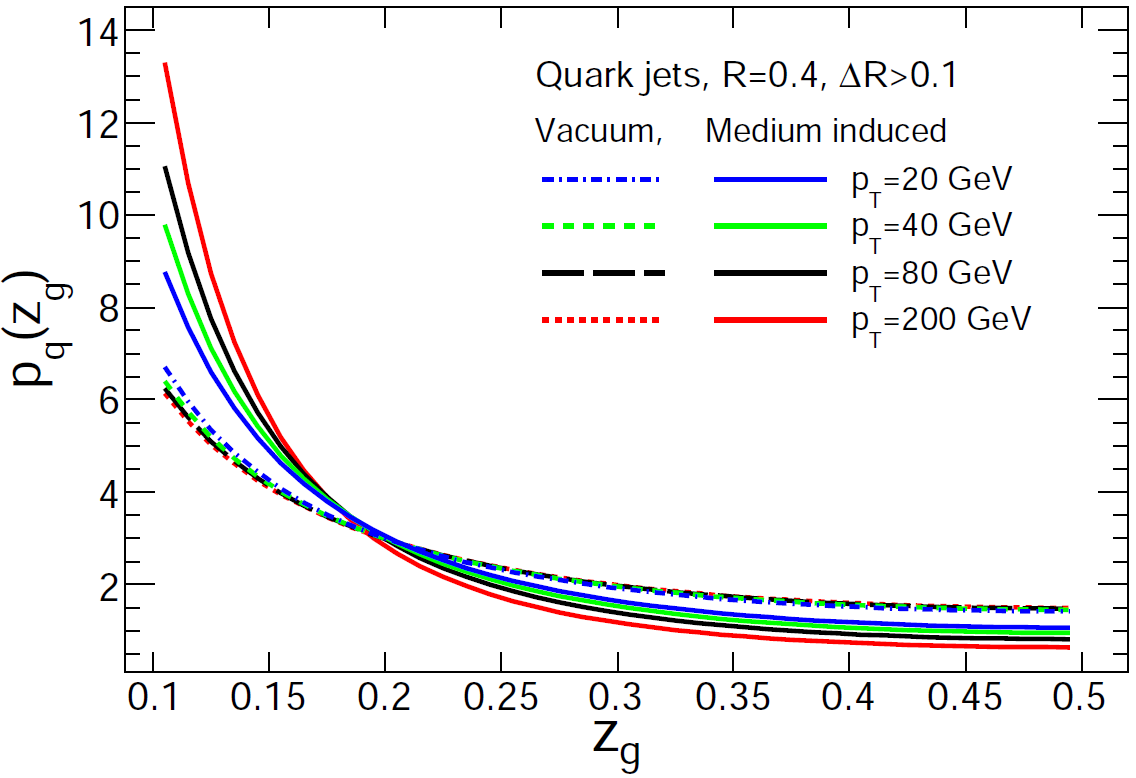 Quark jets, R=0.4, ΔR>0.1
Vacuum, Medium induced
p_T=20 GeV
p_T=40 GeV
p_T=80 GeV
p_T=200 GeV
p_q(z_g)
14
12
10
8
6
4
2
0.1 0.15 0.2 0.25 0.3 0.35 0.4 0.45 0.5
z_g